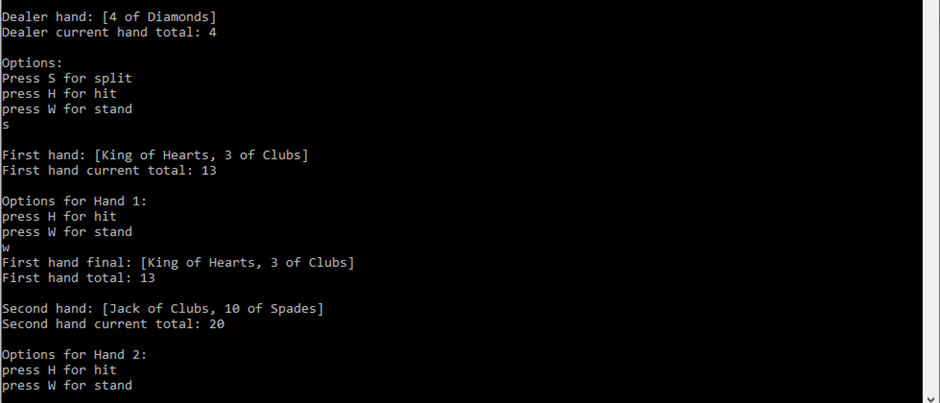 Dealer hand: [4 of Diamonds]
Dealer current hand total: 4
Options:
Press S for split
press H for hit
press W for stand
s
First hand: [King of Hearts, 3 of Clubs]
First hand current total: 13
Options for Hand 1:
press H for hit
press W for stand
w
First hand final: [King of Hearts, 3 of Clubs]
First hand total: 13
Second hand: [Jack of Clubs, 10 of Spades]
Second hand current total: 20
Options for Hand 2:
press H for hit
press W for stand